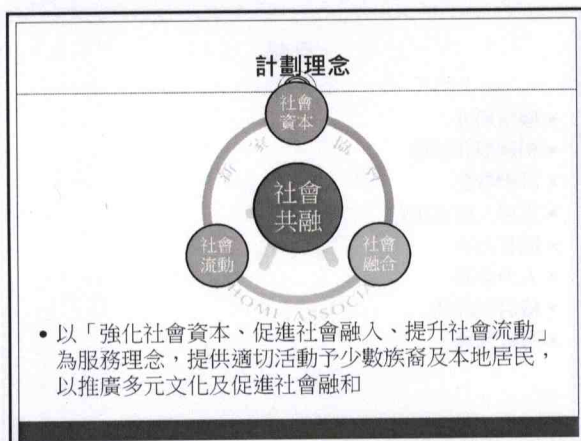 計劃理念
社會
資本
社會
共融
社會
流動
社會
融合
HOME ASSOCIA
• 以「強化社會資本、促進社會融入、提升社會流動」
為服務理念，提供適切活動予少數族裔及本地居民，
以推廣多元文化及促進社會融和